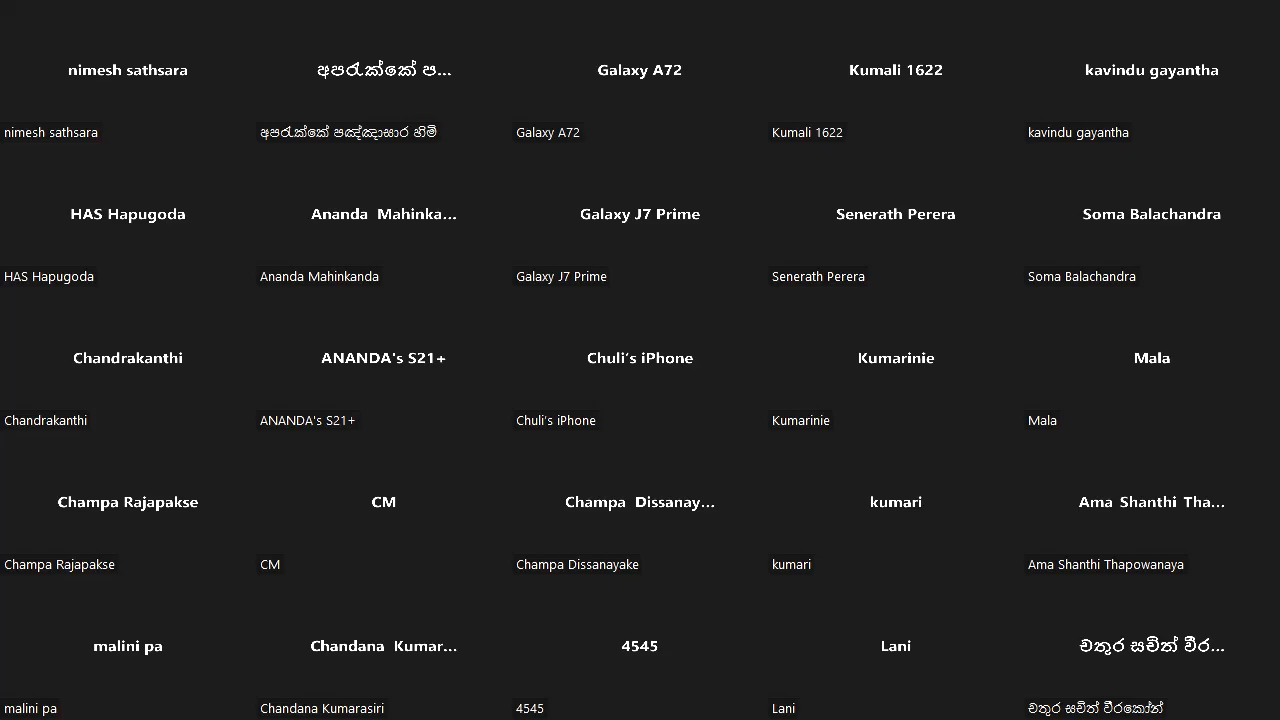 nimesh sathsara
අපරැක්කේ ප...
Galaxy A72
Kumali 1622
kavindu gayantha
nimesh sathsara
අපරැක්කේ පඤ්ඤාසාර හිමි
Galaxy A72
Kumali 1622
kavindu gayantha
HAS Hapugoda
Ananda Mahinka...
Galaxy J7 Prime
Senerath Perera
Soma Balachandra
HAS Hapugoda
Ananda Mahinkanda
Galaxy J7 Prime
Senerath Perera
Soma Balachandra
Chandrakanthi
ANANDA's S21+
Chuli's iPhone
Kumarinie
Mala
Chandrakanthi
ANANDA's S21+
Chuli's iPhone
Kumarinie
Mala
Champa Rajapakse
CM
Champa Dissanay...
kumari
Ama Shanthi Tha...
Champa Rajapakse
CM
Champa Dissanayake
kumari
Ama Shanthi Thapowanaya
malini pa
Chandana Kumar...
4545
Lani
චතුර සචිත් වීර...
malini pa
Chandana Kumarasiri
4545
Lani
චතුර සචිත් වීරකෝන්